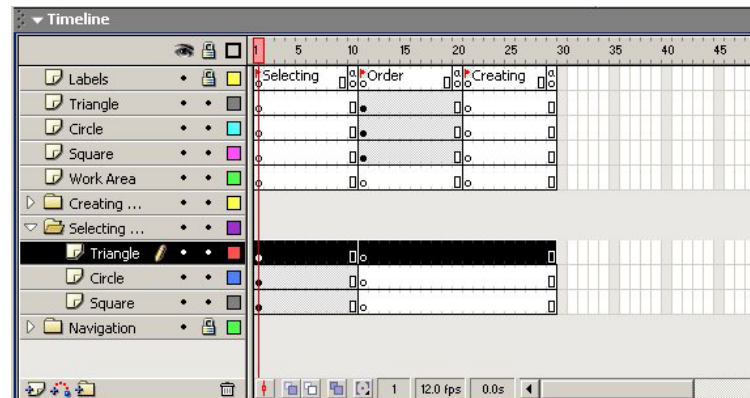 Timeline
1 5 10 15 20 25 30 35 40 45
Labels Selecting a Order a Creating a
Triangle
Circle
Square
Work Area
Creating ...
Selecting ...
Triangle
Circle
Square
Navigation
1 12.0 fps 0.0s